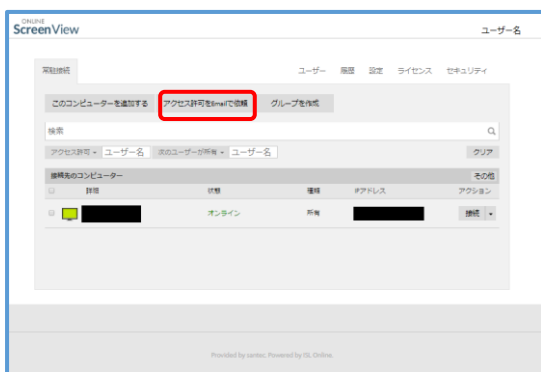 ONLINE
ScreenView
ユーザー名
常駐接続 ユーザー 履歴 設定 ライセンス セキュリティ
このコンピューターを追加する アクセス許可をEmailで依頼 グループを作成
検索
アクセス許可 ユーザー名 次のユーザーが所有 ユーザー名 クリア
接続先のコンピューター その他
詳細 状態 種類 IPアドレス アクション
オンライン 所有 接続
Provided by santec, Powered by ISL Online.